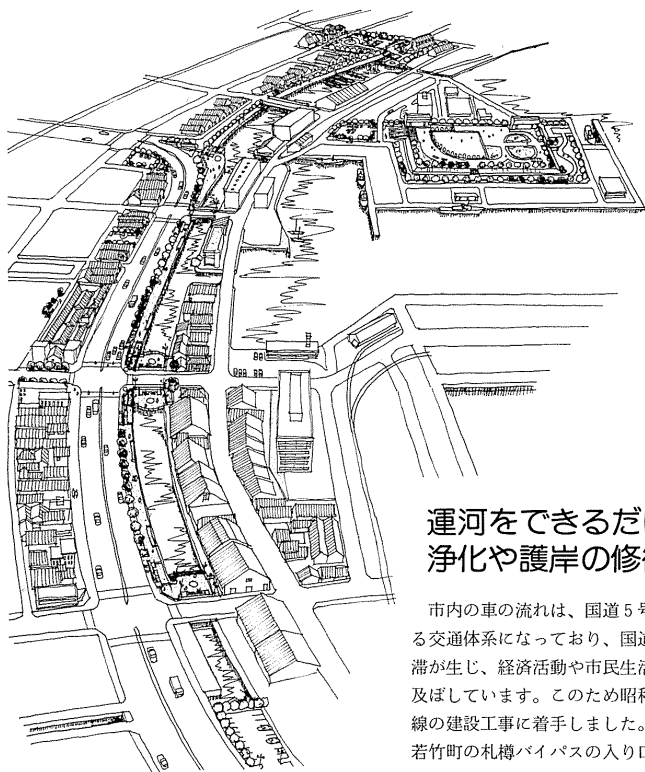 運河をできるだ
浄化や護岸の修
市内の車の流れは、国道5号
る交通体系になっており、国道
滞が生じ、経済活動や市民生活
及ぼしています。このため昭和
線の建設工事に着手しました。
若竹町の札樽バイパスの入り口